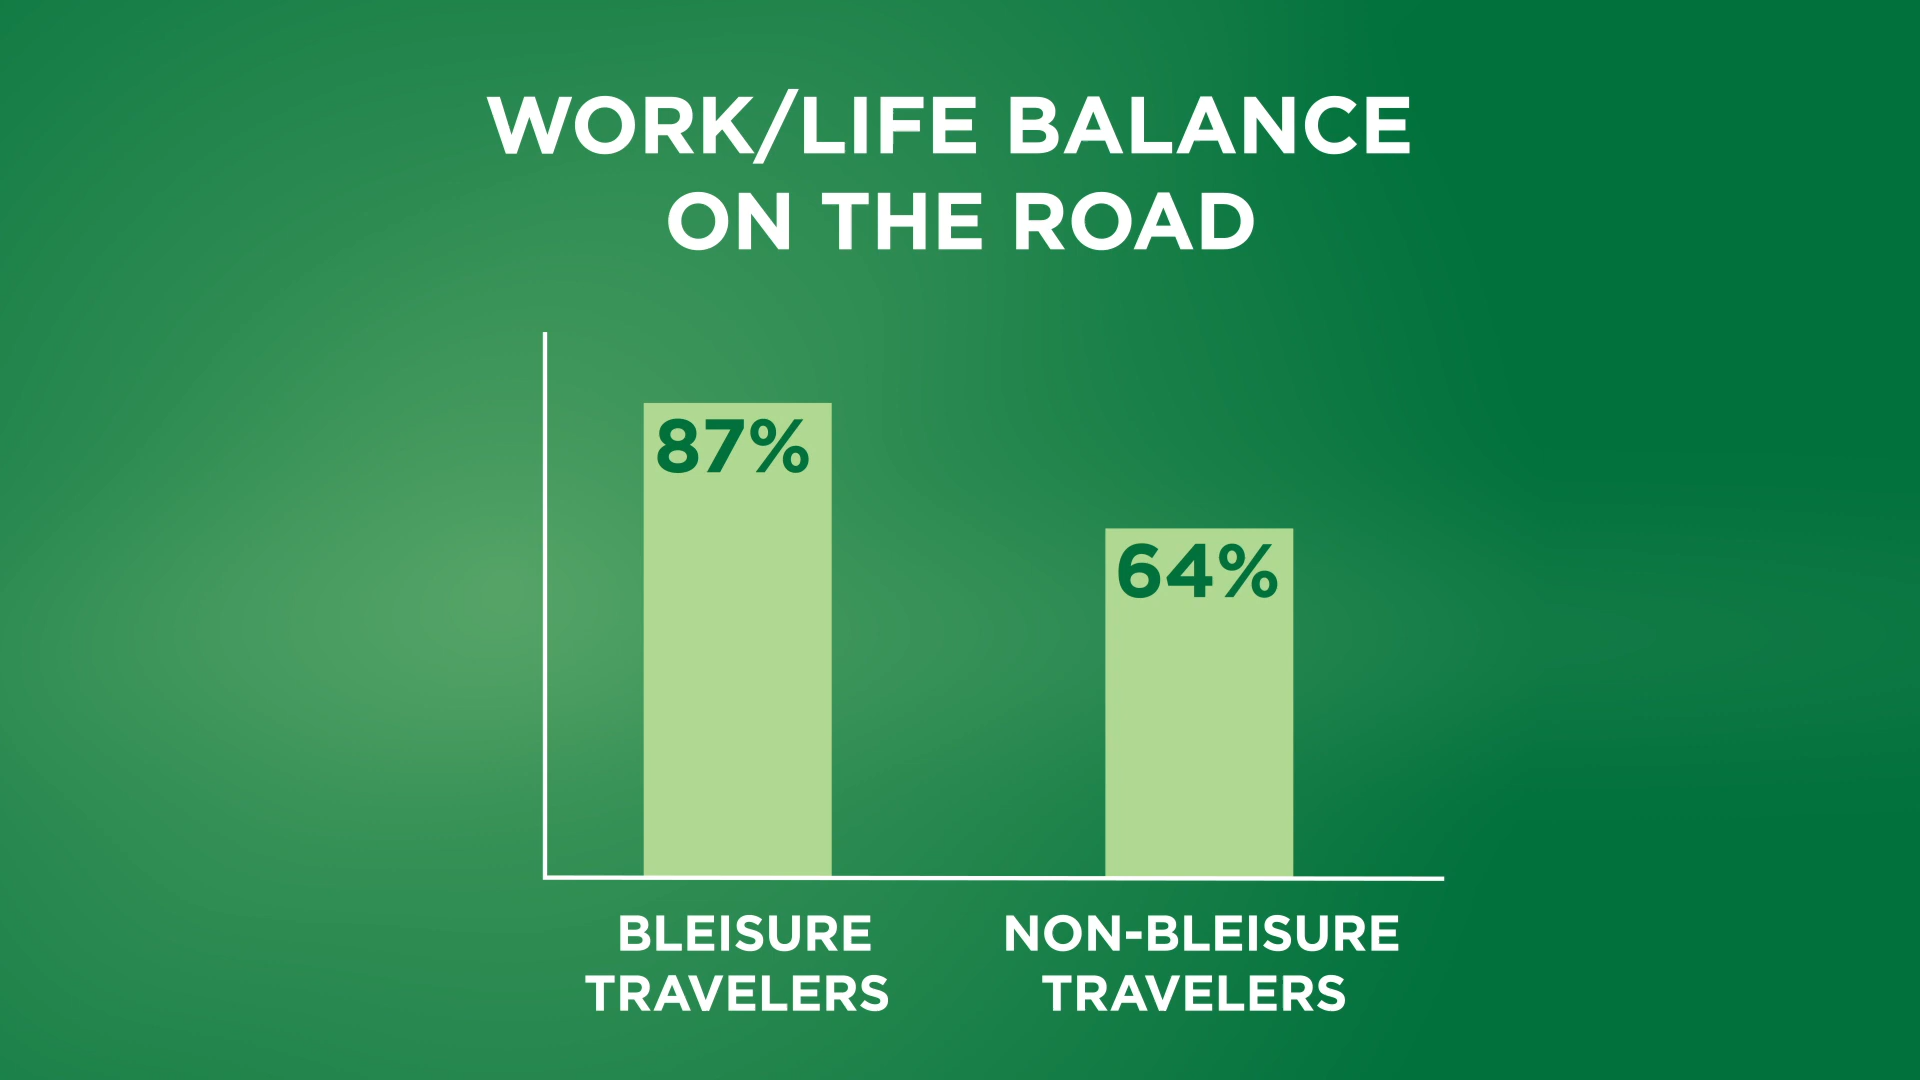 WORK/LIFE BALANCE
ON THE ROAD
87%
64%
BLEISURE
TRAVELERS
NON-BLEISURE
TRAVELERS